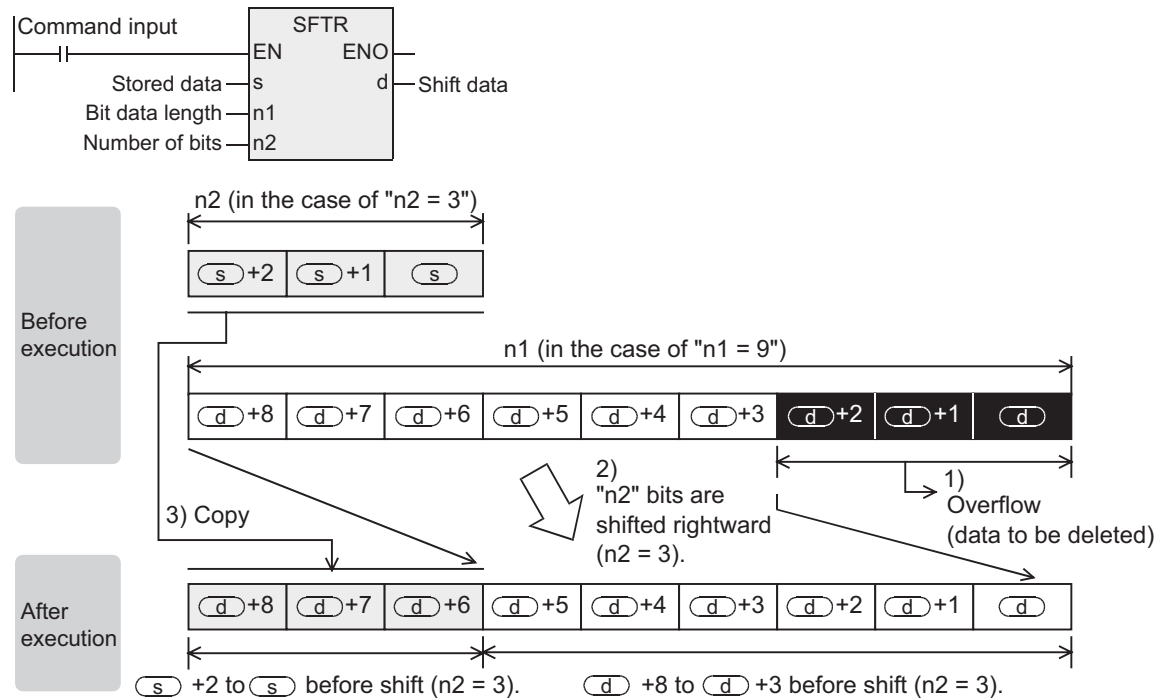 Command input
SFTR
EN ENO
Stored data s d Shift data
Bit data length n1
Number of bits n2
n2 (in the case of "n2 = 3")
s +2 s +1 s
Before
execution
n1 (in the case of "n1 = 9")
d +8 d +7 d +6 d +5 d +4 d +3 d +2 d +1 d
2)
"n2" bits are
shifted rightward
(n2 = 3).
1)
Overflow
(data to be deleted)
3) Copy
After
execution
d +8 d +7 d +6 d +5 d +4 d +3 d +2 d +1 d
s +2 to s before shift (n2 = 3). d +8 to d +3 before shift (n2 = 3).